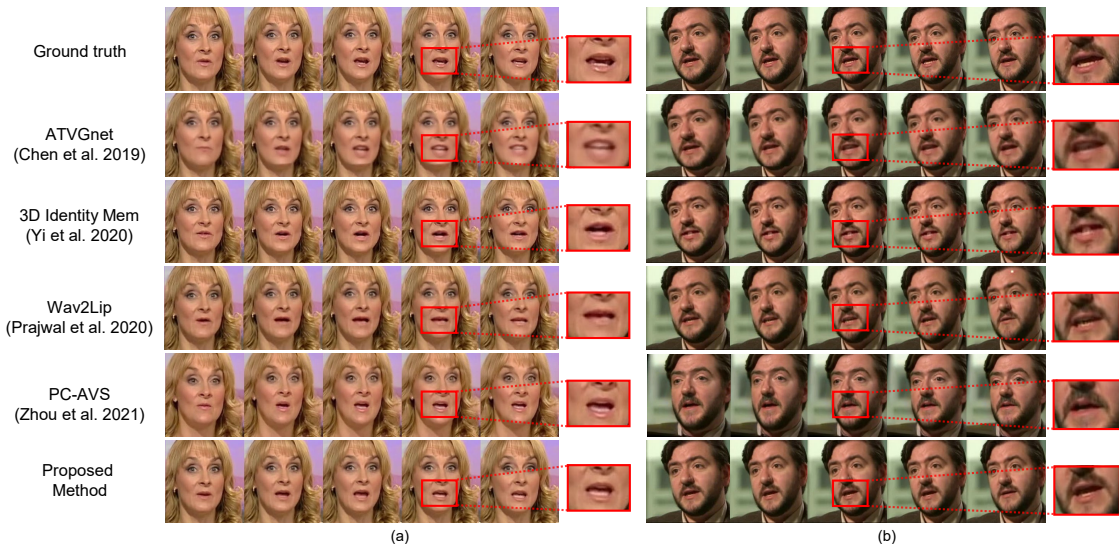 Ground truth
ATVGnet
(Chen et al. 2019)
3D Identity Mem
(Yi et al. 2020)
Wav2Lip
(Prajwal et al. 2020)
PC-AVS
(Zhou et al. 2021)
Proposed
Method
(a)
(b)